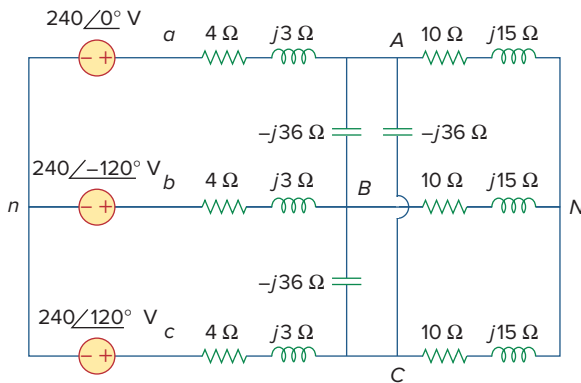 240/0° V a 4 Ω j3 Ω A 10 Ω j15 Ω
−j36 Ω −j36 Ω
240/−120° V b 4 Ω j3 Ω B 10 Ω j15 Ω
n N
−j36 Ω
240/120° V c 4 Ω j3 Ω 10 Ω j15 Ω
C